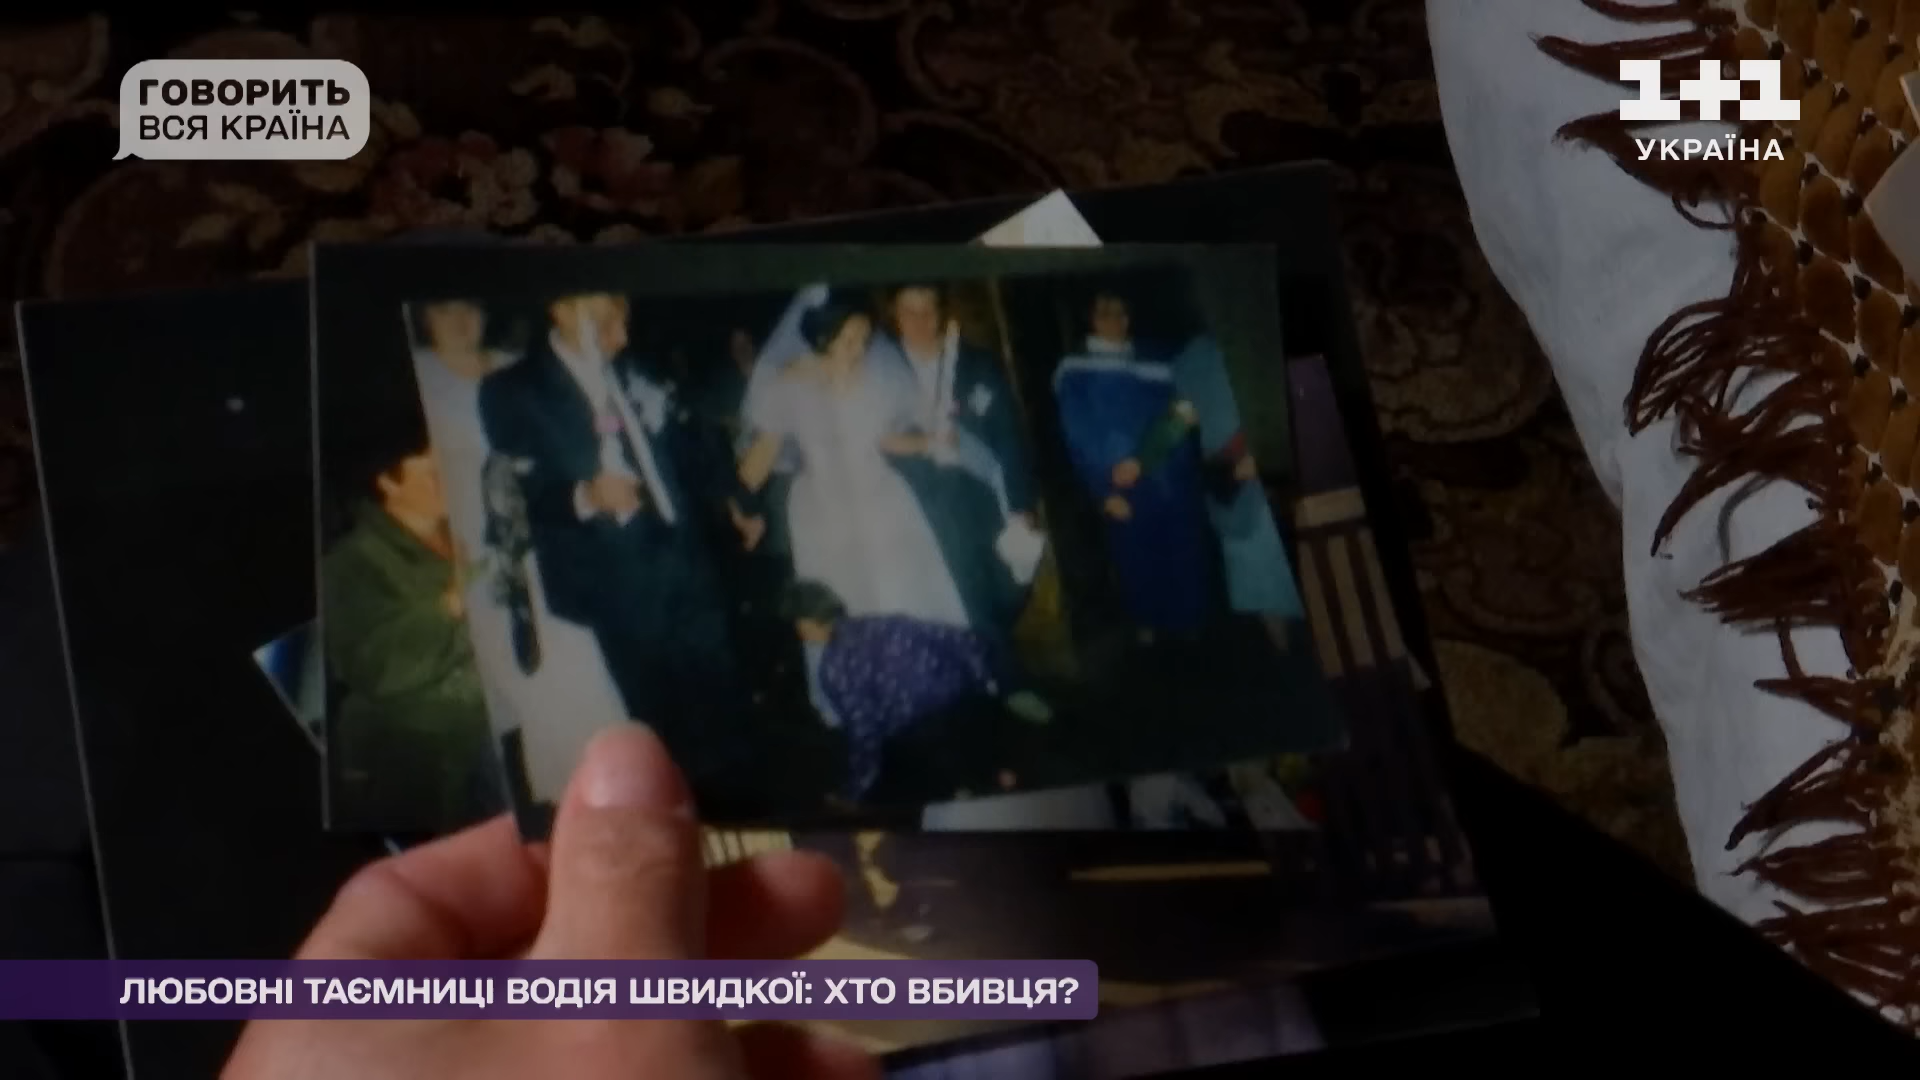 ГОВОРИТЬ
ВСЯ КРАЇНА
1+1
УКРАЇНА
ЛЮБОВНІ ТАЄМНИЦІ ВОДІЯ ШВИДКОЇ: ХТО ВБИВЦЯ?